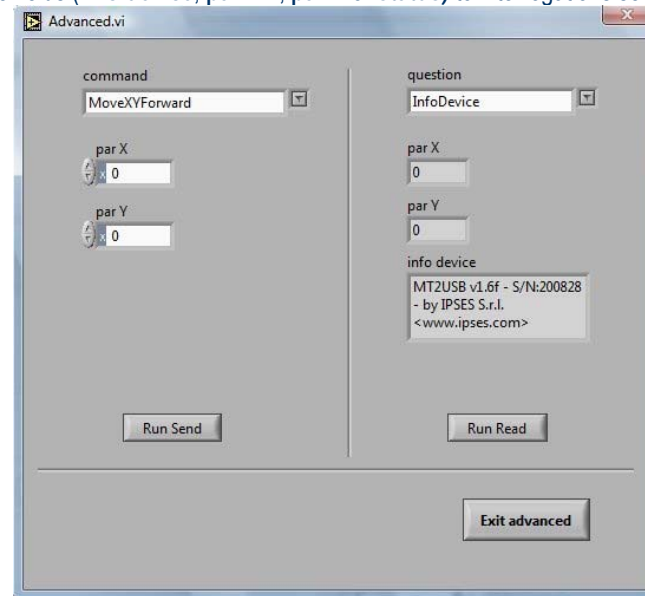 Advanced.vi
command
MoveXYForward
par X
x 0
par Y
x 0
Run Send
question
InfoDevice
par X
0
par Y
0
info device
MT2USB v1.6f - S/N:200828
- by IPSES S.r.l.
<www.ipses.com>
Run Read
Exit advanced